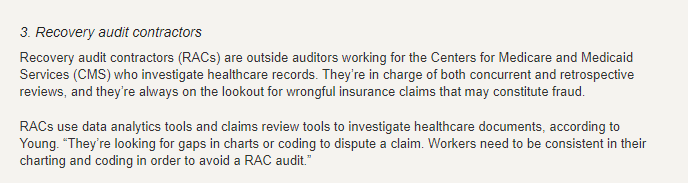 3. Recovery audit contractors
Recovery audit contractors (RACs) are outside auditors working for the Centers for Medicare and Medicaid
Services (CMS) who investigate healthcare records. They’re in charge of both concurrent and retrospective
reviews, and they’re always on the lookout for wrongful insurance claims that may constitute fraud.
RACs use data analytics tools and claims review tools to investigate healthcare documents, according to
Young. “They’re looking for gaps in charts or coding to dispute a claim. Workers need to be consistent in their
charting and coding in order to avoid a RAC audit.”